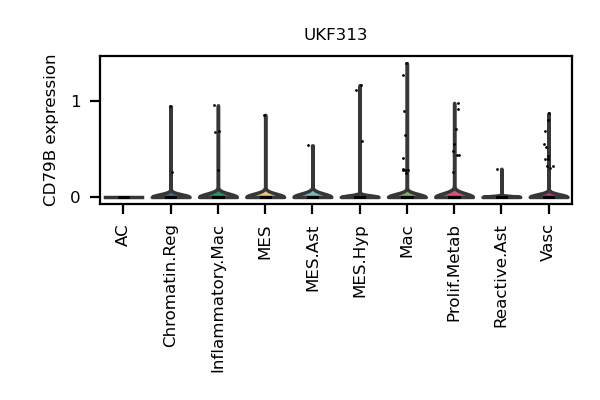 UKF313
CD79B expression
1
0
AC
Chromatin.Reg
Inflammatory.Mac
MES
MES.Ast
MES.Hyp
Mac
Prolif.Metab
Reactive.Ast
Vasc